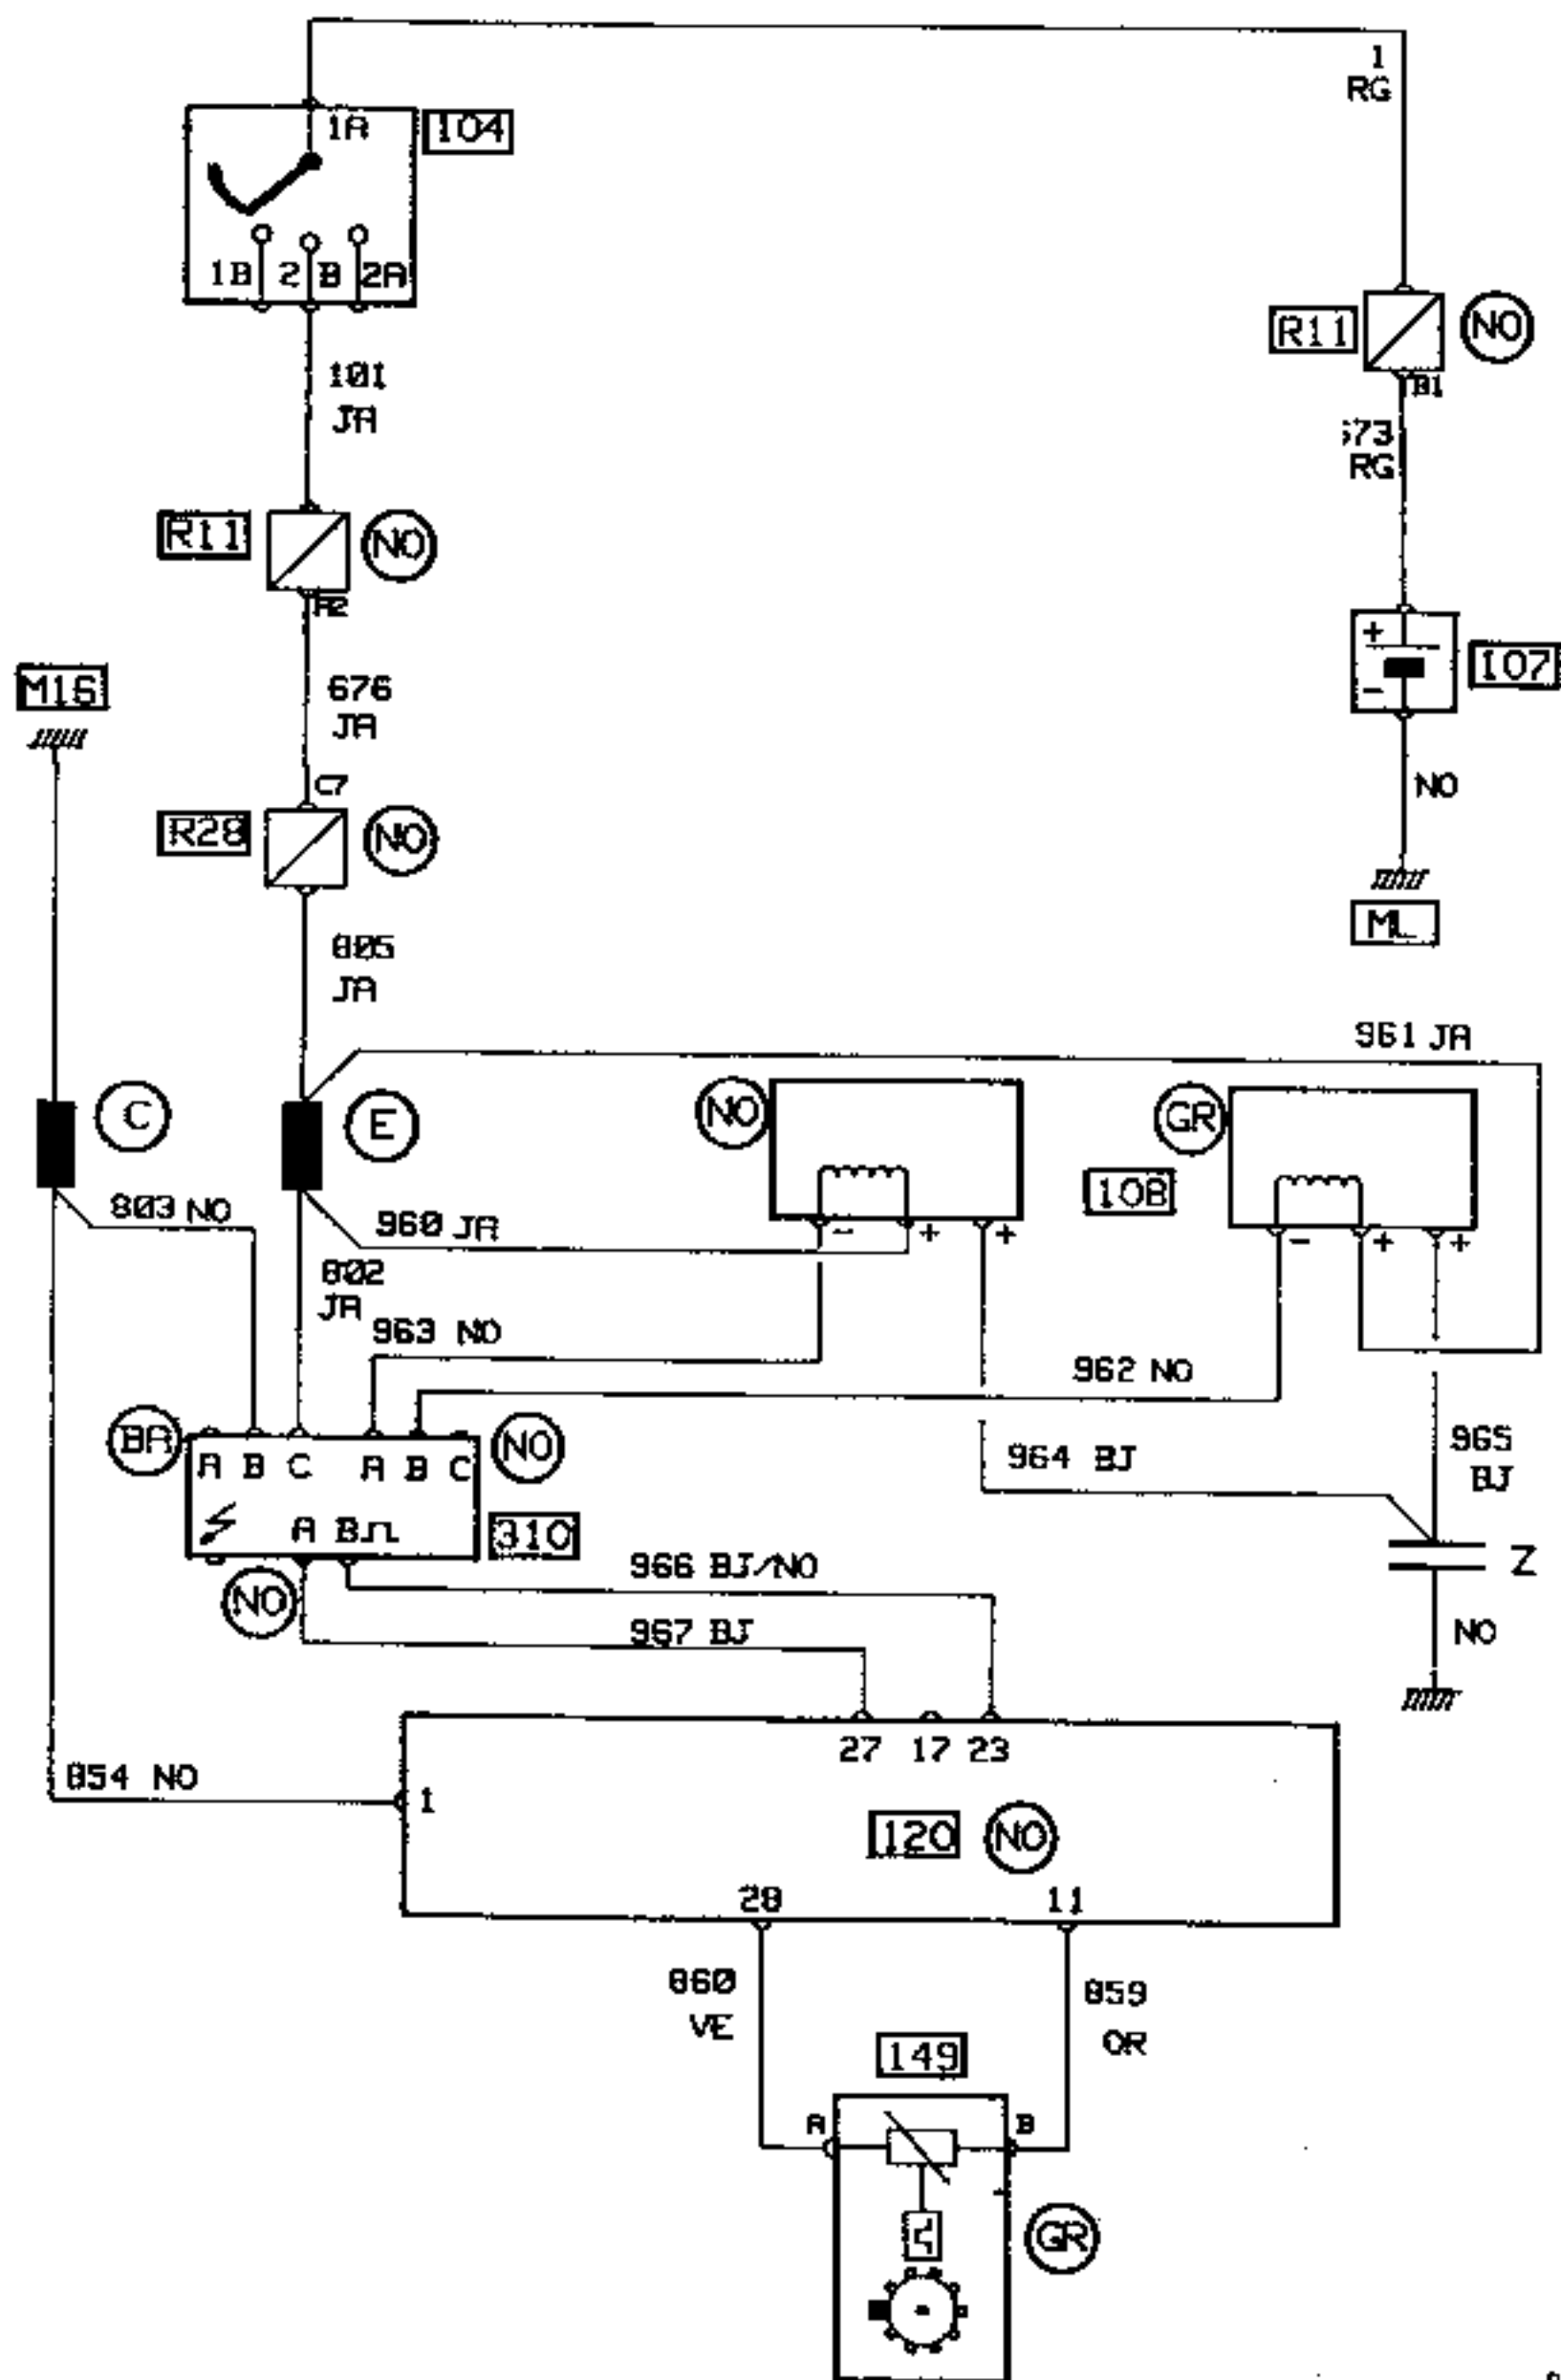 1
RG
1A
104
1B 2 B 2A
R11
NO
B1
101
JA
RG
R11
NO
676
JA
107
+
-
M16
C7
NO
R28
NO
ML
805
JA
961 JA
C
E
NO
GR
108
803 NO
960 JA
- + +
- + +
802
JA
963 NO
962 NO
BA
NO
A B C A B C
964 BJ
965
BJ
A B
310
Z
966 BJ/NO
NO
967 BJ
NO
27 17 23
854 NO
1
120
NO
28 11
860
VE
859
OR
149
A
B
GR